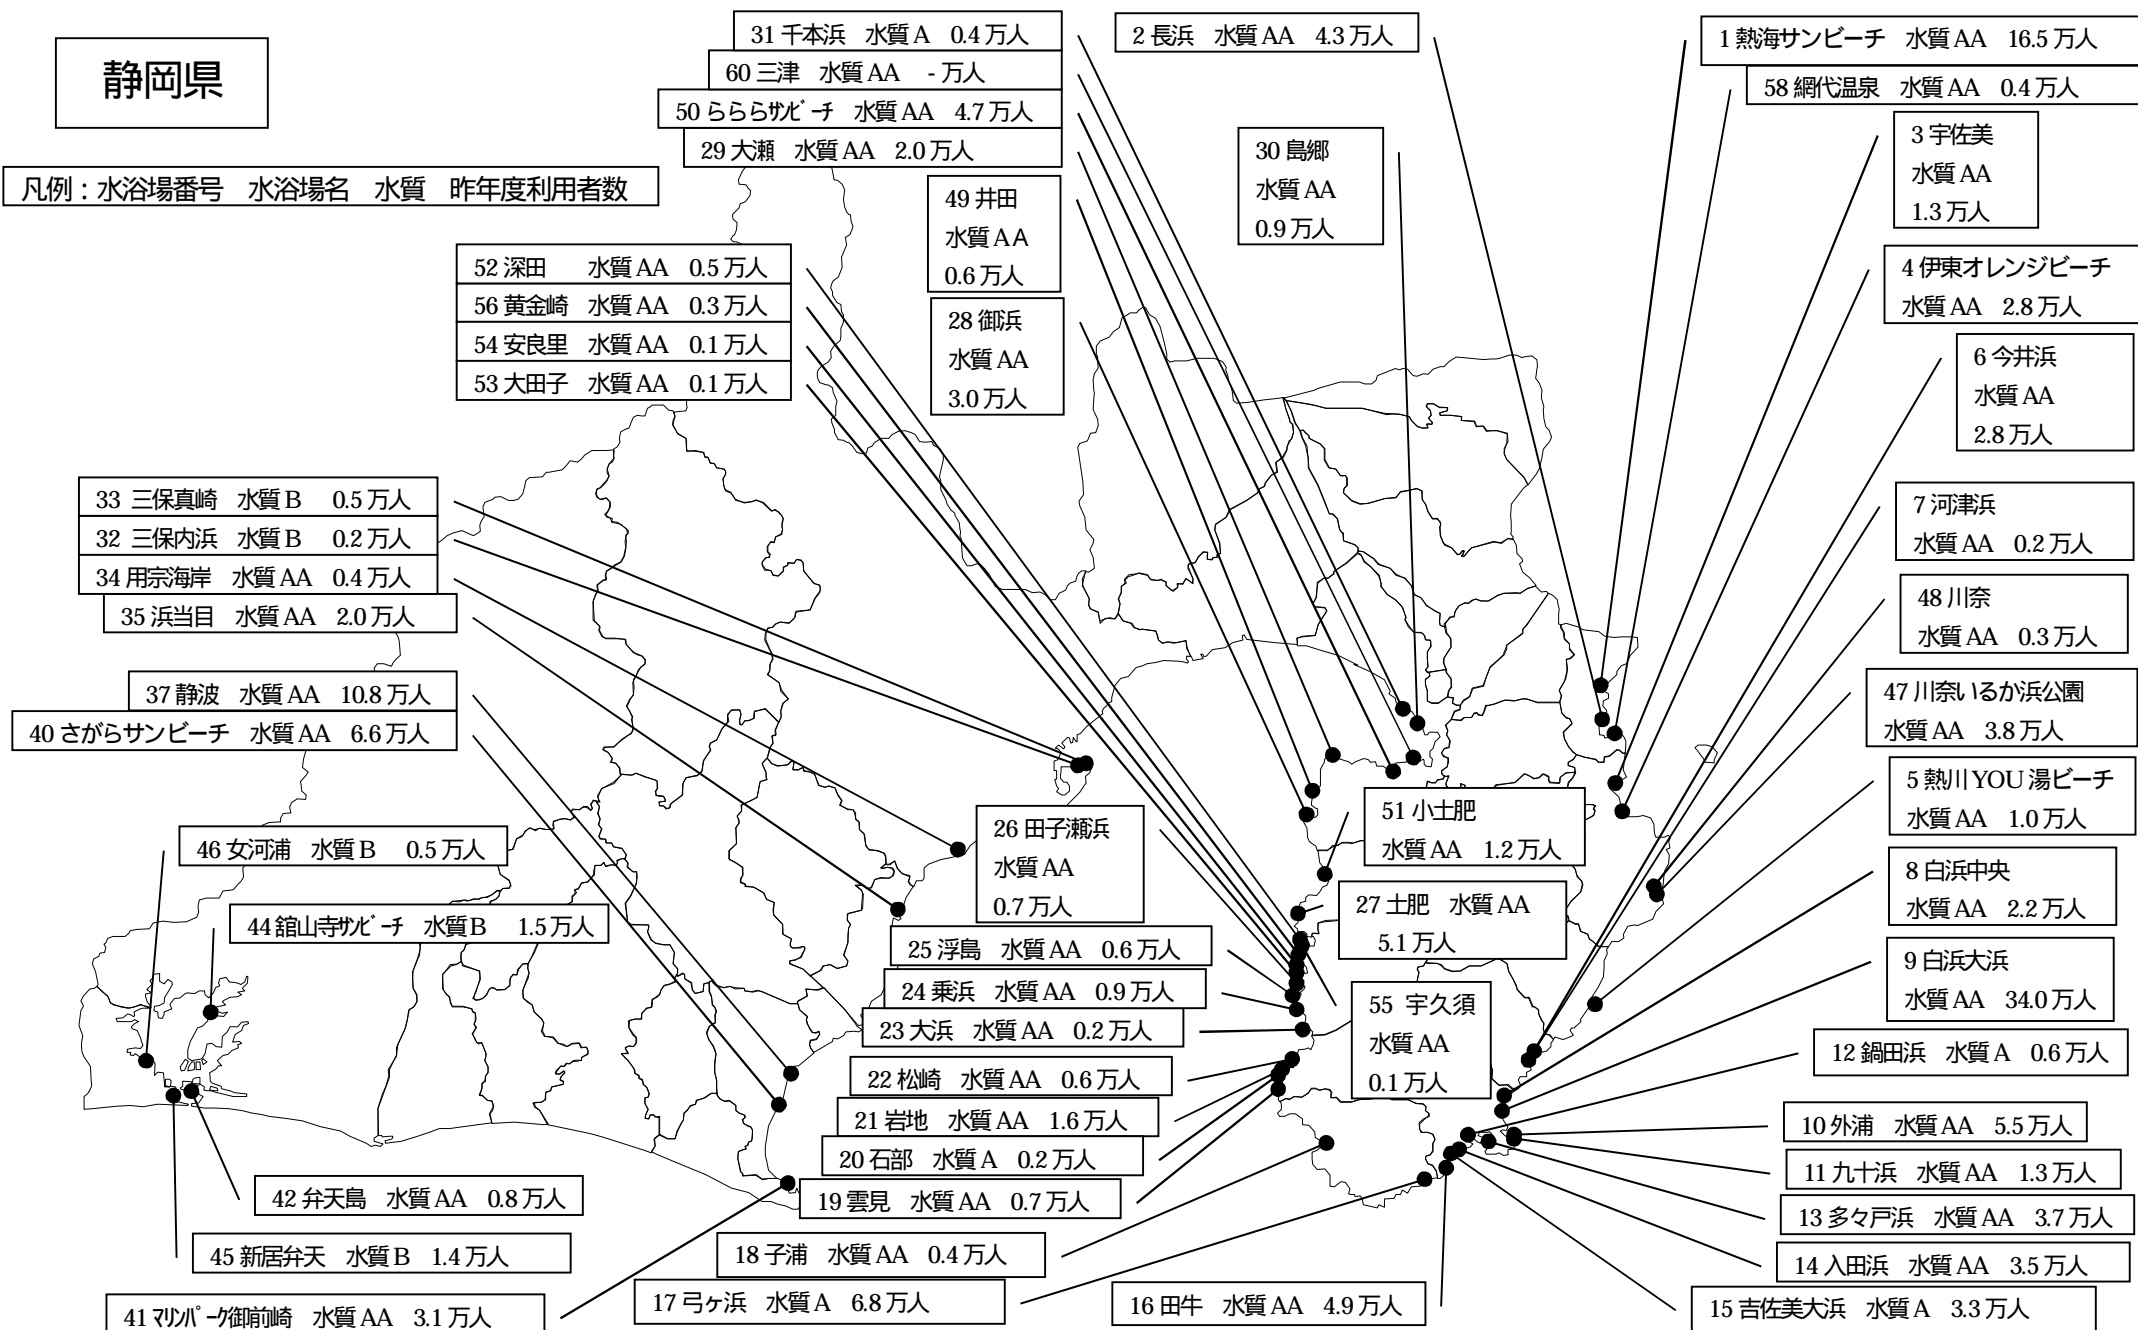 静岡県
凡例：水浴場番号　水浴場名　水質　昨年度利用者数
31 千本浜　水質 A　0.4 万人
60 三津　水質 AA　- 万人
50 らららｻﾝﾋﾞｰﾁ　水質 AA　4.7 万人
29 大瀬　水質 AA　2.0 万人
49 井田
水質 AA
0.6 万人
28 御浜
水質 AA
3.0 万人
2 長浜　水質 AA　4.3 万人
30 島郷
水質 AA
0.9 万人
1 熱海サンビーチ　水質 AA　16.5 万人
58 網代温泉　水質 AA　0.4 万人
3 宇佐美
水質 AA
1.3 万人
4 伊東オレンジビーチ
水質 AA　2.8 万人
6 今井浜
水質 AA
2.8 万人
7 河津浜
水質 AA　0.2 万人
48 川奈
水質 AA　0.3 万人
47 川奈いるか浜公園
水質 AA　3.8 万人
5 熱川 YOU 湯ビーチ
水質 AA　1.0 万人
8 白浜中央
水質 AA　2.2 万人
9 白浜大浜
水質 AA　34.0 万人
12 鍋田浜　水質 A　0.6 万人
10 外浦　水質 AA　5.5 万人
11 九十浜　水質 AA　1.3 万人
13 多々戸浜　水質 AA　3.7 万人
14 入田浜　水質 AA　3.5 万人
15 吉佐美大浜　水質 A　3.3 万人
52 深田　水質 AA　0.5 万人
56 黄金崎　水質 AA　0.3 万人
54 安良里　水質 AA　0.1 万人
53 大田子　水質 AA　0.1 万人
33 三保真崎　水質 B　0.5 万人
32 三保内浜　水質 B　0.2 万人
34 用宗海岸　水質 AA　0.4 万人
35 浜当目　水質 AA　2.0 万人
37 静波　水質 AA　10.8 万人
40 さがらサンビーチ　水質 AA　6.6 万人
46 女河浦　水質 B　0.5 万人
44 舘山寺ｻﾝﾋﾞｰﾁ　水質 B　1.5 万人
42 弁天島　水質 AA　0.8 万人
45 新居弁天　水質 B　1.4 万人
41 ﾏﾘﾝﾊﾟｰｸ御前崎　水質 AA　3.1 万人
26 田子瀬浜
水質 AA
0.7 万人
51 小土肥
水質 AA　1.2 万人
27 土肥　水質 AA
5.1 万人
55 宇久須
水質 AA
0.1 万人
25 浮島　水質 AA　0.6 万人
24 乗浜　水質 AA　0.9 万人
23 大浜　水質 AA　0.2 万人
22 松崎　水質 AA　0.6 万人
21 岩地　水質 AA　1.6 万人
20 石部　水質 A　0.2 万人
19 雲見　水質 AA　0.7 万人
18 子浦　水質 AA　0.4 万人
17 弓ヶ浜　水質 A　6.8 万人
16 田牛　水質 AA　4.9 万人